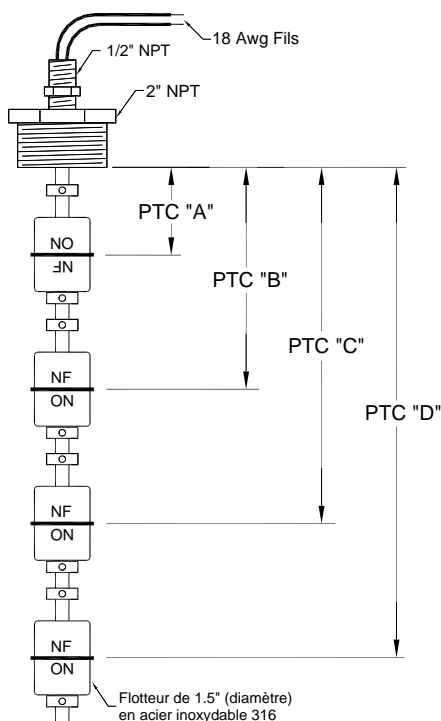 18 Awg Fils
1/2" NPT
2" NPT
PTC "A"
NO
NF
PTC "B"
PTC "C"
NF
ON
PTC "D"
NF
ON
NF
ON
Flotteur de 1.5" (diamètre)
en acier inoxydable 316